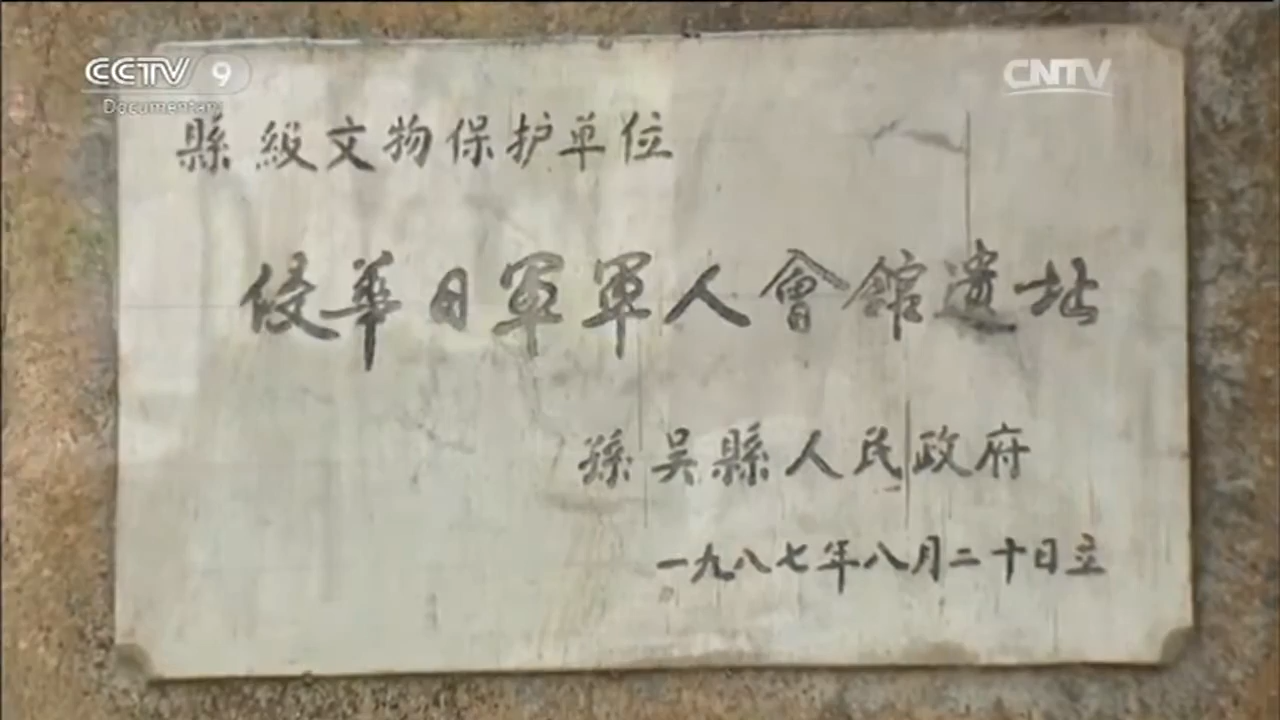 CCTV 9
CNTV
Documentary
縣级文物保护单位
侵華日軍軍人會館遺址
孫吴縣人民政府
一九八七年八月二十日立